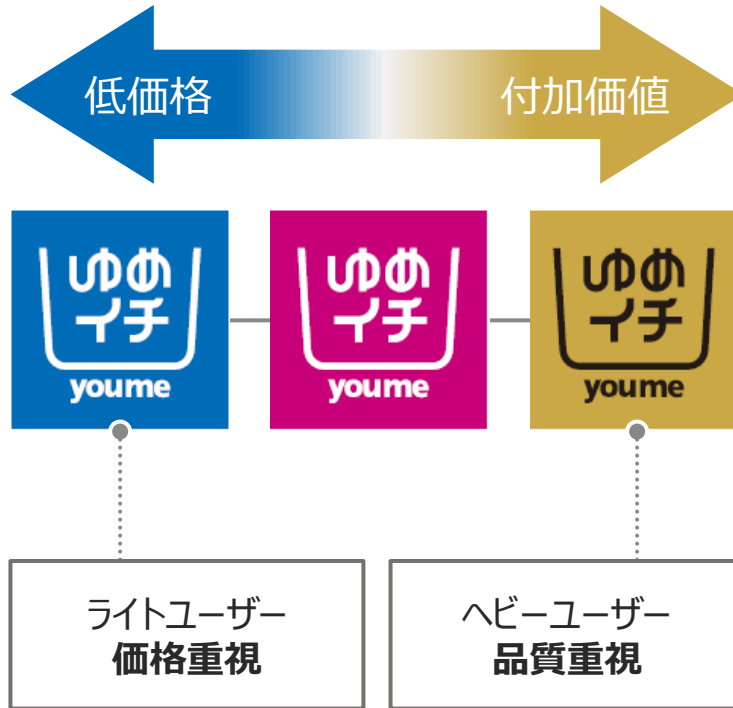 低価格
付加価値
ゆめ
イチ
youme
ゆめ
イチ
youme
ゆめ
イチ
youme
ライトユーザー
価格重視
ヘビーユーザー
品質重視